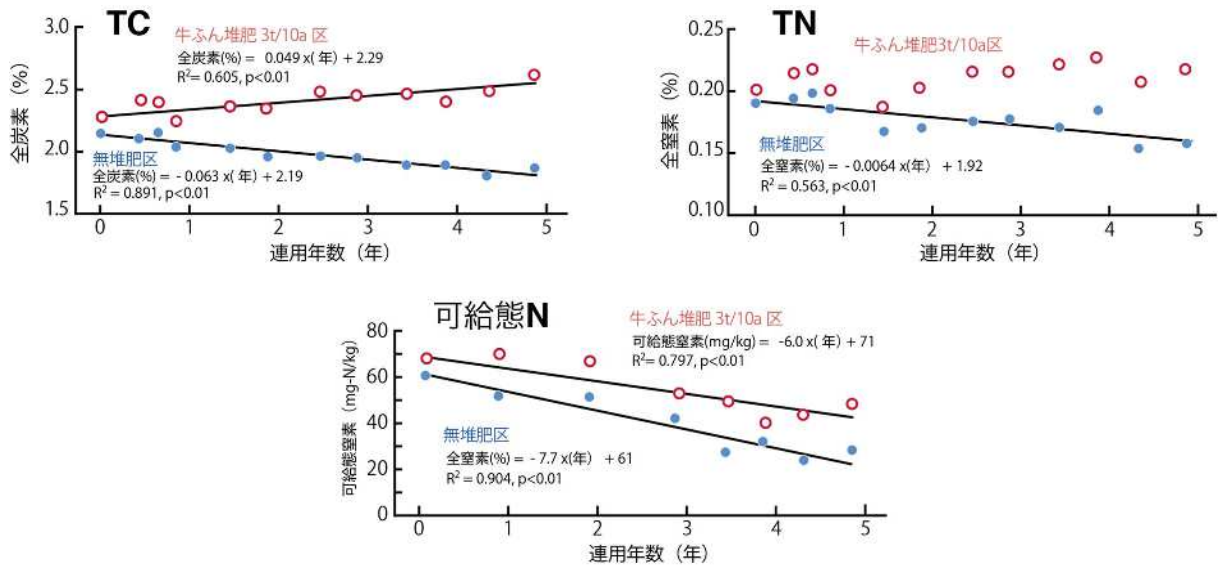 TC
3.0
2.5
2.0
1.5
全炭素（%）
牛ふん堆肥 3t/10a 区
全炭素(%) = 0.049 x( 年) + 2.29
R²= 0.605, p<0.01
無堆肥区
全炭素(%)= - 0.063 x( 年) + 2.19
R² = 0.891, p<0.01
0 1 2 3 4 5
連用年数（年）
TN
0.25
0.20
0.15
0.10
全窒素（%）
牛ふん堆肥3t/10a区
無堆肥区
全窒素(%) = - 0.0064 x(年) + 1.92
R² = 0.563, p<0.01
0 1 2 3 4 5
連用年数（年）
可給態N
80
60
40
20
0
可給態窒素（mg-N/kg）
牛ふん堆肥 3t/10a 区
可給態窒素(mg/kg) = -6.0 x( 年) + 71
R²= 0.797, p<0.01
無堆肥区
全窒素(%) = - 7.7 x(年) + 61
R² = 0.904, p<0.01
0 1 2 3 4 5
連用年数（年）